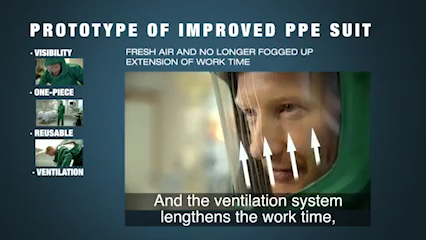 PROTOTYPE OF IMPROVED PPE SUIT
· VISIBILITY
· ONE-PIECE
· REUSABLE
· VENTILATION
FRESH AIR AND NO LONGER FOGGED UP
EXTENSION OF WORK TIME
And the ventilation system
lengthens the work time,